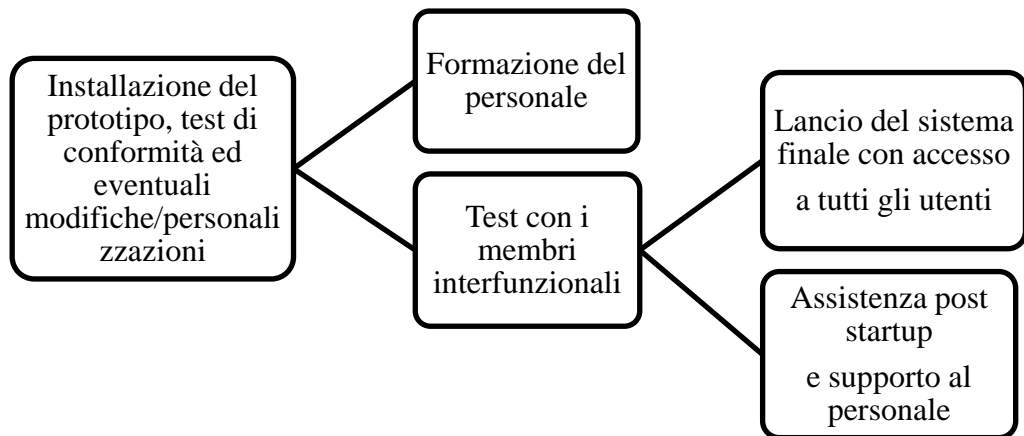 Installazione del
prototipo, test di
conformità ed
eventuali
modifiche/personali
zzazioni
Formazione del
personale
Test con i
membri
interfunzionali
Lancio del sistema
finale con accesso
a tutti gli utenti
Assistenza post
startup
e supporto al
personale